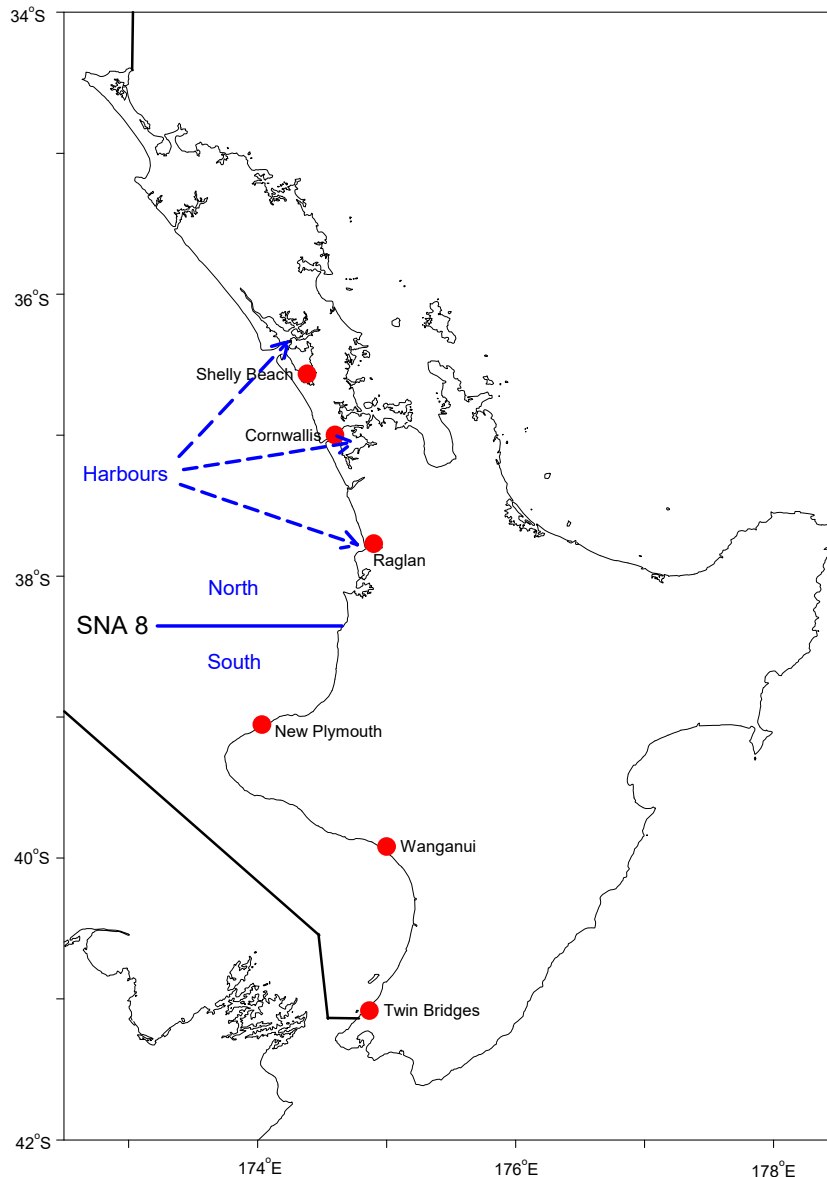 34°S
36°S
Shelly Beach
Cornwallis
Harbours
Raglan
38°S
North
SNA 8
South
New Plymouth
Wanganui
40°S
Twin Bridges
42°S
174°E
176°E
178°E